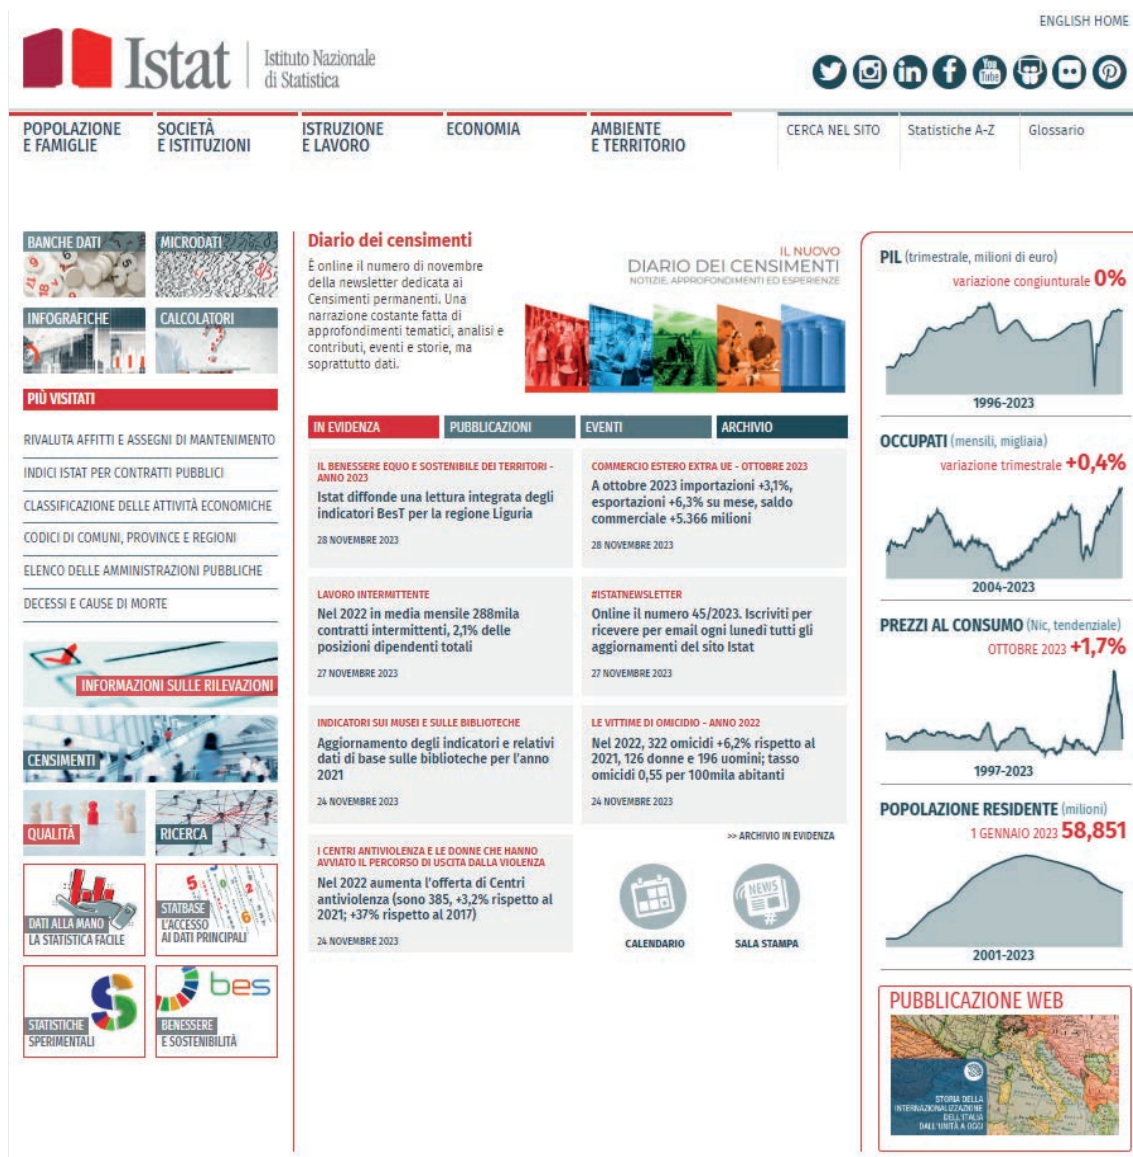 ENGLISH HOME
Istat
Istituto Nazionale
di Statistica
You
Tube
POPOLAZIONE
E FAMIGLIE
SOCIETÀ
E ISTITUZIONI
ISTRUZIONE
E LAVORO
ECONOMIA
AMBIENTE
E TERRITORIO
CERCA NEL SITO
Statistiche A-Z
Glossario
BANCHE DATI
MICRODATI
INFOGRAFICHE
CALCOLATORI
PIÙ VISITATI
RIVALUTA AFFITTI E ASSEGNI DI MANTENIMENTO
INDICI ISTAT PER CONTRATTI PUBBLICI
CLASSIFICAZIONE DELLE ATTIVITÀ ECONOMICHE
CODICI DI COMUNI, PROVINCE E REGIONI
ELENCO DELLE AMMINISTRAZIONI PUBBLICHE
DECESSI E CAUSE DI MORTE
INFORMAZIONI SULLE RILEVAZIONI
CENSIMENTI
QUALITÀ
RICERCA
DATI ALLA MANO
LA STATISTICA FACILE
STATBASE
L'ACCESSO
AI DATI PRINCIPALI
STATISTICHE
SPERIMENTALI
bes
BENESSERE
E SOSTENIBILITÀ
Diario dei censimenti
È online il numero di novembre
della newsletter dedicata ai
Censimenti permanenti. Una
narrazione costante fatta di
approfondimenti tematici, analisi e
contributi, eventi e storie, ma
soprattutto dati.
IL NUOVO
DIARIO DEI CENSIMENTI
NOTIZIE, APPROFONDIMENTI ED ESPERIENZE
IN EVIDENZA
PUBBLICAZIONI
EVENTI
ARCHIVIO
IL BENESSERE EQUO E SOSTENIBILE DEI TERRITORI -
ANNO 2023
Istat diffonde una lettura integrata degli
indicatori BesT per la regione Liguria
28 NOVEMBRE 2023
COMMERCIO ESTERO EXTRA UE - OTTOBRE 2023
A ottobre 2023 importazioni +3,1%,
esportazioni +6,3% su mese, saldo
commerciale +5.366 milioni
28 NOVEMBRE 2023
LAVORO INTERMITTENTE
Nel 2022 in media mensile 288mila
contratti intermittenti, 2,1% delle
posizioni dipendenti totali
27 NOVEMBRE 2023
#ISTATNEWSLETTER
Online il numero 45/2023. Iscriviti per
ricevere per email ogni lunedì tutti gli
aggiornamenti del sito Istat
27 NOVEMBRE 2023
INDICATORI SUI MUSEI E SULLE BIBLIOTECHE
Aggiornamento degli indicatori e relativi
dati di base sulle biblioteche per l'anno
2021
24 NOVEMBRE 2023
LE VITTIME DI OMICIDIO - ANNO 2022
Nel 2022, 322 omicidi +6,2% rispetto al
2021, 126 donne e 196 uomini; tasso
omicidi 0,55 per 100mila abitanti
24 NOVEMBRE 2023
I CENTRI ANTIVIOLENZA E LE DONNE CHE HANNO
AVVIATO IL PERCORSO DI USCITA DALLA VIOLENZA
Nel 2022 aumenta l'offerta di Centri
antiviolenza (sono 385, +3,2% rispetto al
2021; +37% rispetto al 2017)
24 NOVEMBRE 2023
>> ARCHIVIO IN EVIDENZA
CALENDARIO
NEWS
#
SALA STAMPA
PIL (trimestrale, milioni di euro)
variazione congiunturale 0%
1996-2023
OCCUPATI (mensili, migliaia)
variazione trimestrale +0,4%
2004-2023
PREZZI AL CONSUMO (Nic, tendenziale)
OTTOBRE 2023 +1,7%
1997-2023
POPOLAZIONE RESIDENTE (milioni)
1 GENNAIO 2023 58,851
2001-2023
PUBBLICAZIONE WEB
STORIA DELLA
INTERNAZIONALIZZAZIONE
DELL'ITALIA
DALL'UNITÀ A OGGI